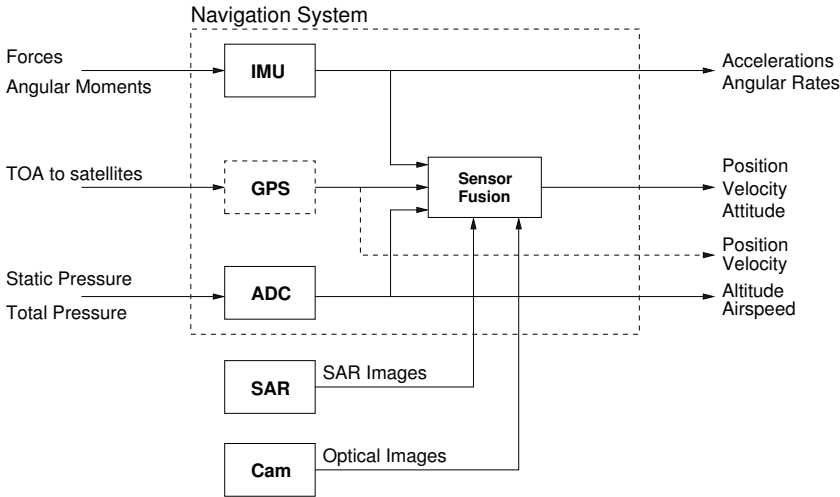 Navigation System
Forces
Angular Moments
IMU
Accelerations
Angular Rates
TOA to satellites
GPS
Sensor
Fusion
Position
Velocity
Attitude
Position
Velocity
Static Pressure
Total Pressure
ADC
Altitude
Airspeed
SAR
SAR Images
Cam
Optical Images